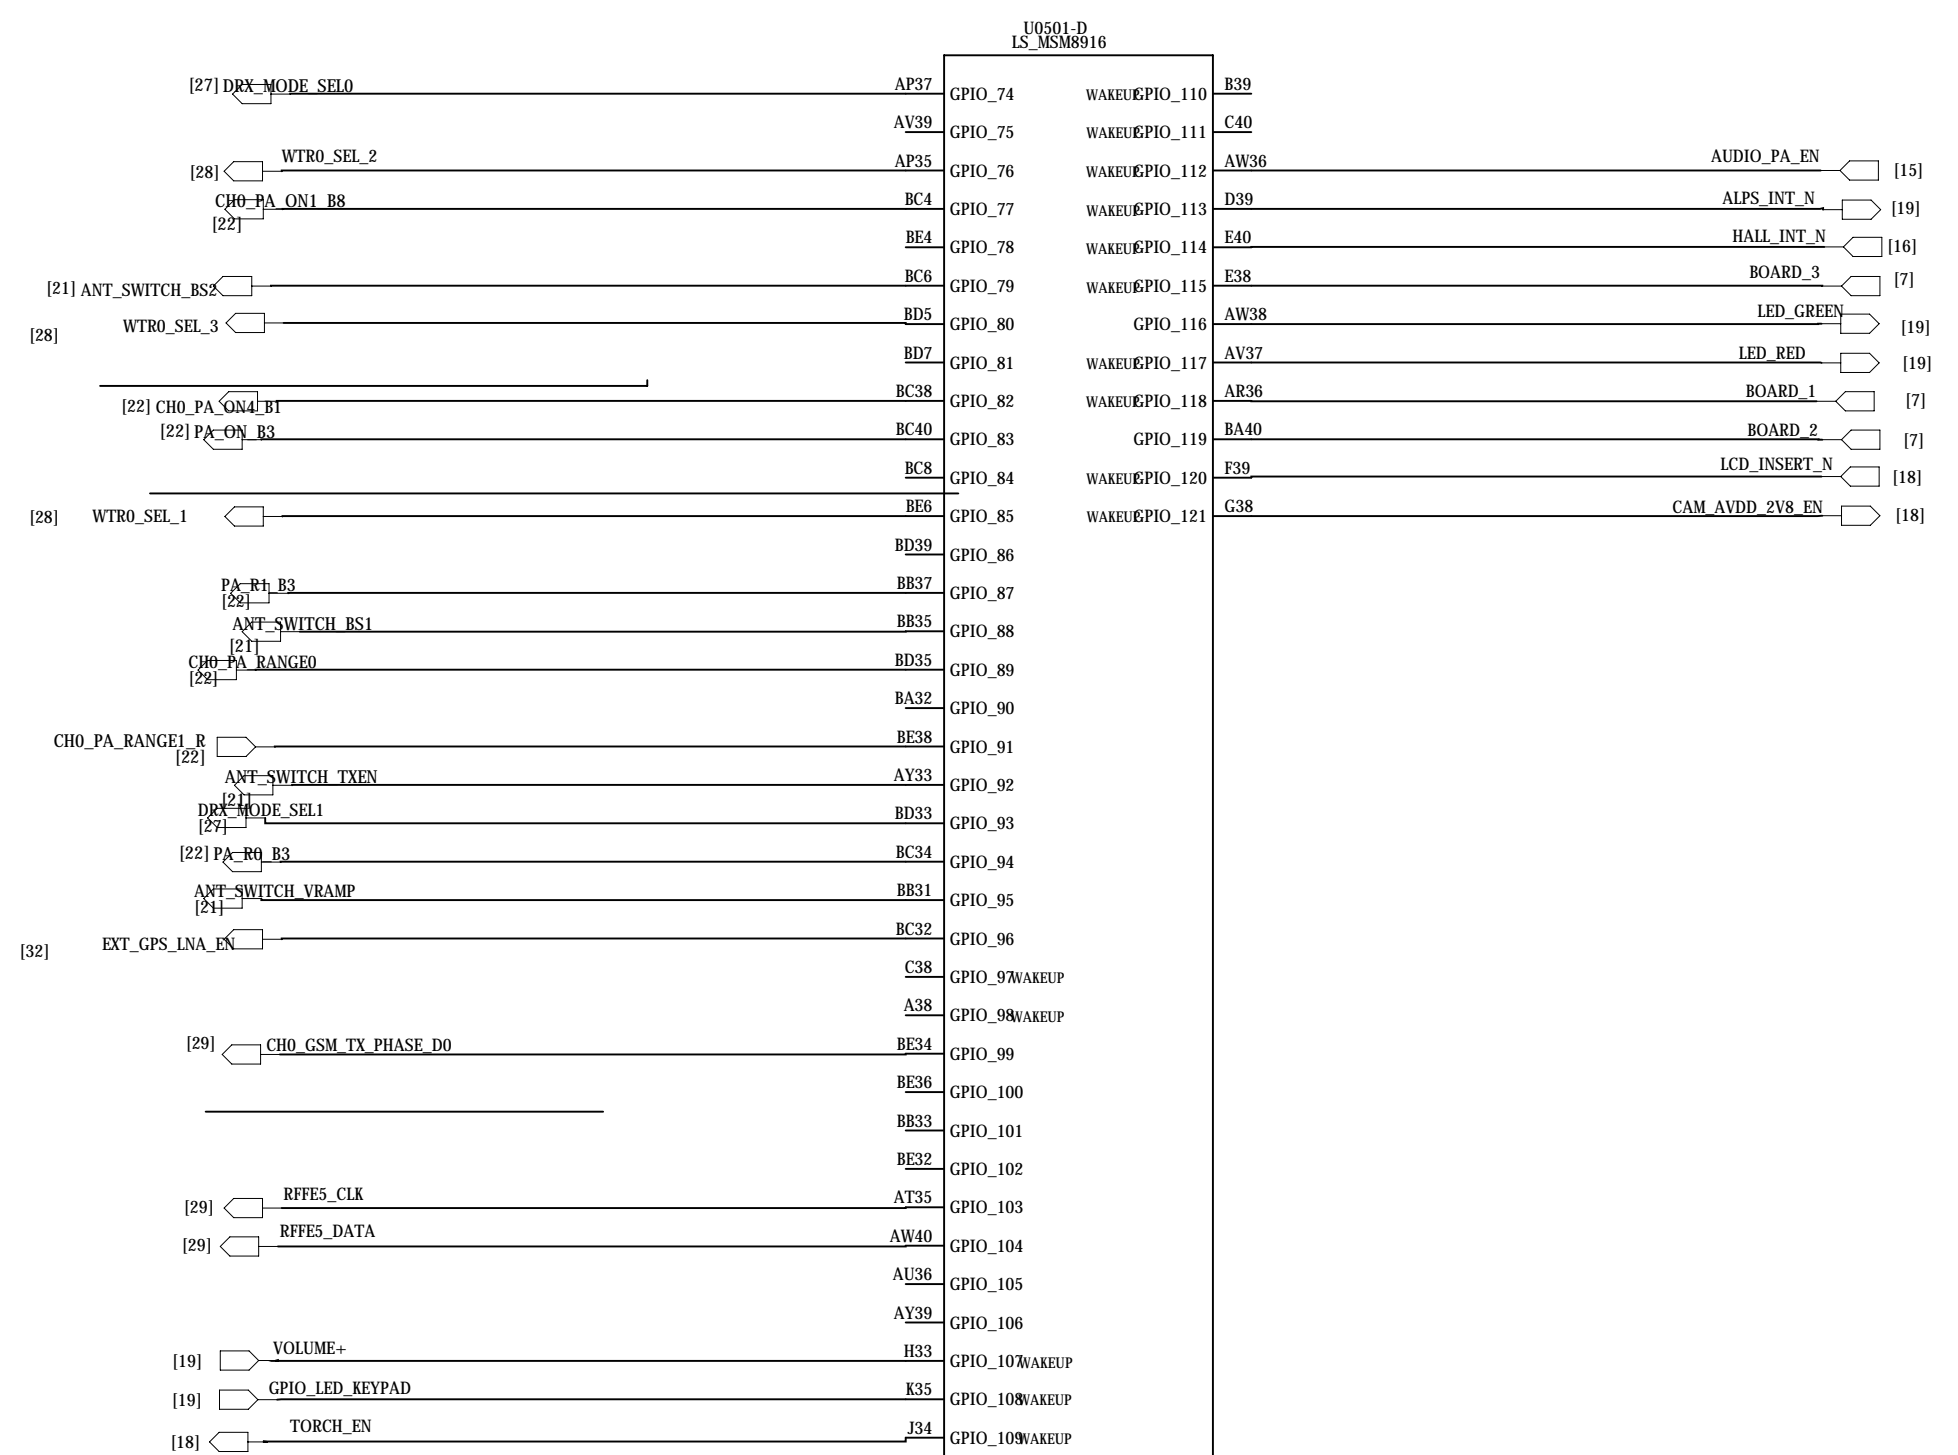 U0501-D
LS_MSM8916
[27] DRX_MODE_SEL0 AP37 GPIO_74 WAKEUP GPIO_110 B39
AV39 GPIO_75 WAKEUP GPIO_111 C40
[28] WTR0_SEL_2 AP35 GPIO_76 WAKEUP GPIO_112 AW36 AUDIO_PA_EN [15]
CH0_PA_ON1_B8 [22] BC4 GPIO_77 WAKEUP GPIO_113 D39 ALPS_INT_N [19]
BE4 GPIO_78 WAKEUP GPIO_114 E40 HALL_INT_N [16]
[21] ANT_SWITCH_BS2 BC6 GPIO_79 WAKEUP GPIO_115 E38 BOARD_3 [7]
[28] WTR0_SEL_3 BD5 GPIO_80 GPIO_116 AW38 LED_GREEN [19]
BD7 GPIO_81 WAKEUP GPIO_117 AV37 LED_RED [19]
[22] CH0_PA_ON4_B1 BC38 GPIO_82 WAKEUP GPIO_118 AR36 BOARD_1 [7]
[22] PA_ON_B3 BC40 GPIO_83 GPIO_119 BA40 BOARD_2 [7]
BC8 GPIO_84 WAKEUP GPIO_120 F39 LCD_INSERT_N [18]
[28] WTR0_SEL_1 BE6 GPIO_85 WAKEUP GPIO_121 G38 CAM_AVDD_2V8_EN [18]
BD39 GPIO_86
PA_R1_B3 [22] BB37 GPIO_87
ANT_SWITCH_BS1 [21] BB35 GPIO_88
CH0_PA_RANGE0 [22] BD35 GPIO_89
BA32 GPIO_90
CH0_PA_RANGE1_R [22] BE38 GPIO_91
ANT_SWITCH_TXEN [21] AY33 GPIO_92
DRX_MODE_SEL1 [27] BD33 GPIO_93
[22] PA_R0_B3 BC34 GPIO_94
ANT_SWITCH_VRAMP [21] BB31 GPIO_95
[32] EXT_GPS_LNA_EN BC32 GPIO_96
C38 GPIO_97 WAKEUP
A38 GPIO_98 WAKEUP
[29] CH0_GSM_TX_PHASE_D0 BE34 GPIO_99
BE36 GPIO_100
BB33 GPIO_101
BE32 GPIO_102
[29] RFFE5_CLK AT35 GPIO_103
[29] RFFE5_DATA AW40 GPIO_104
AU36 GPIO_105
AY39 GPIO_106
[19] VOLUME+ H33 GPIO_107 WAKEUP
[19] GPIO_LED_KEYPAD K35 GPIO_108 WAKEUP
[18] TORCH_EN J34 GPIO_109 WAKEUP